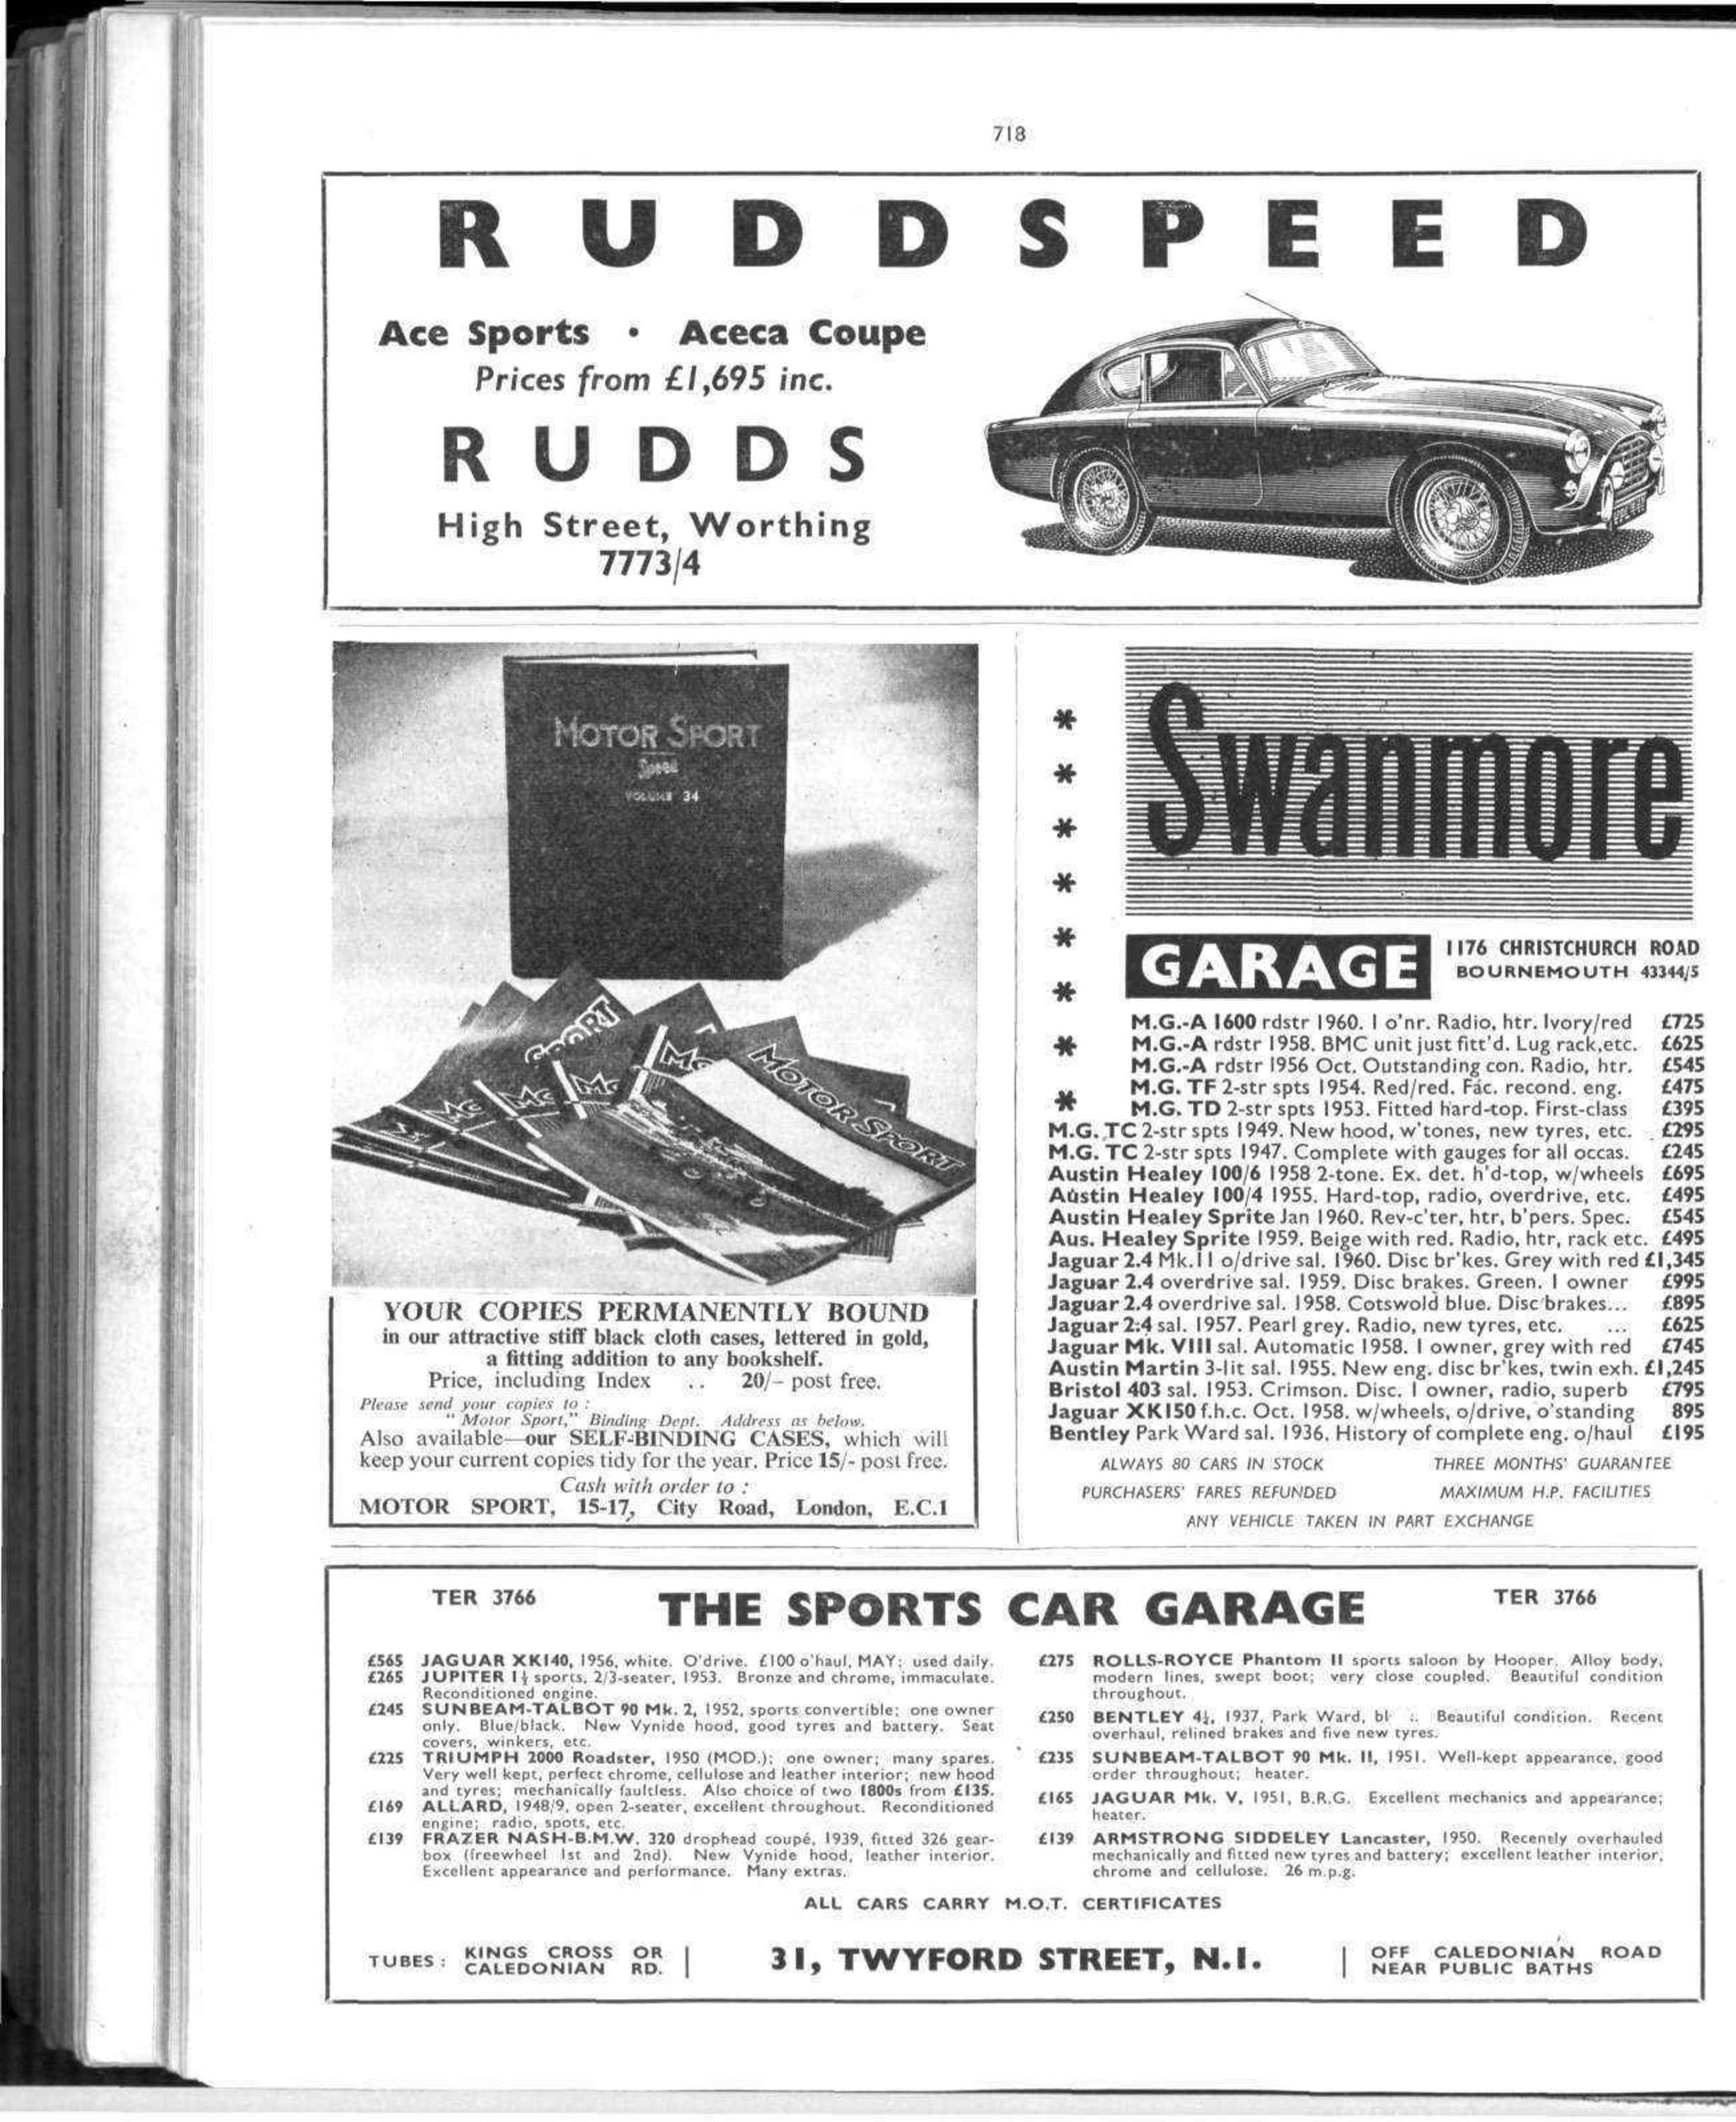 718
RUDDSPEED
Ace Sports · Aceca Coupe
Prices from £1,695 inc.
RUDDS
High Street, Worthing
7773/4
MOTOR SPORT
Speed
VOLUME 34
SPORT
MOTOR SPORT
YOUR COPIES PERMANENTLY BOUND
in our attractive stiff black cloth cases, lettered in gold,
a fitting addition to any bookshelf.
Price, including Index .. 20/- post free.
Please send your copies to :
" Motor Sport," Binding Dept. Address as below.
Also available—our SELF-BINDING CASES, which will
keep your current copies tidy for the year. Price 15/- post free.
Cash with order to :
MOTOR SPORT, 15-17, City Road, London, E.C.1
Swanmore
GARAGE
1176 CHRISTCHURCH ROAD
BOURNEMOUTH 43344/5
* * * * * * * *
M.G.-A 1600 rdstr 1960. 1 o'nr. Radio, htr. Ivory/red £725
M.G.-A rdstr 1958. BMC unit just fitt'd. Lug rack,etc. £625
M.G.-A rdstr 1956 Oct. Outstanding con. Radio, htr. £545
M.G. TF 2-str spts 1954. Red/red. Fac. recond. eng. £475
M.G. TD 2-str spts 1953. Fitted hard-top. First-class £395
M.G. TC 2-str spts 1949. New hood, w'tones, new tyres, etc. £295
M.G. TC 2-str spts 1947. Complete with gauges for all occas. £245
Austin Healey 100/6 1958 2-tone. Ex. det. h'd-top, w/wheels £695
Austin Healey 100/4 1955. Hard-top, radio, overdrive, etc. £495
Austin Healey Sprite Jan 1960. Rev-c'ter, htr, b'pers. Spec. £545
Aus. Healey Sprite 1959. Beige with red. Radio, htr, rack etc. £495
Jaguar 2.4 Mk.II o/drive sal. 1960. Disc br'kes. Grey with red £1,345
Jaguar 2.4 overdrive sal. 1959. Disc brakes. Green. 1 owner £995
Jaguar 2.4 overdrive sal. 1958. Cotswold blue. Disc brakes... £895
Jaguar 2.4 sal. 1957. Pearl grey. Radio, new tyres, etc. ... £625
Jaguar Mk. VIII sal. Automatic 1958. 1 owner, grey with red £745
Austin Martin 3-lit sal. 1955. New eng. disc br'kes, twin exh. £1,245
Bristol 403 sal. 1953. Crimson. Disc. 1 owner, radio, superb £795
Jaguar XK150 f.h.c. Oct. 1958. w/wheels, o/drive, o'standing 895
Bentley Park Ward sal. 1936. History of complete eng. o/haul £195
ALWAYS 80 CARS IN STOCK THREE MONTHS' GUARANTEE
PURCHASERS' FARES REFUNDED MAXIMUM H.P. FACILITIES
ANY VEHICLE TAKEN IN PART EXCHANGE
TER 3766 THE SPORTS CAR GARAGE TER 3766
£565 JAGUAR XK140, 1956, white. O'drive. £100 o'haul, MAY; used daily.
£265 JUPITER 1½ sports, 2/3-seater, 1953. Bronze and chrome, immaculate.
Reconditioned engine.
£245 SUNBEAM-TALBOT 90 Mk. 2, 1952, sports convertible; one owner
only. Blue/black. New Vynide hood, good tyres and battery. Seat
covers, winkers, etc.
£225 TRIUMPH 2000 Roadster, 1950 (MOD.); one owner; many spares.
Very well kept, perfect chrome, cellulose and leather interior; new hood
and tyres; mechanically faultless. Also choice of two 1800s from £135.
£169 ALLARD, 1948/9, open 2-seater, excellent throughout. Reconditioned
engine; radio, spots, etc.
£139 FRAZER NASH-B.M.W. 320 drophead coupé, 1939, fitted 326 gear-
box (freewheel 1st and 2nd). New Vynide hood, leather interior.
Excellent appearance and performance. Many extras.
£275 ROLLS-ROYCE Phantom II sports saloon by Hooper. Alloy body,
modern lines, swept boot; very close coupled. Beautiful condition
throughout.
£250 BENTLEY 4¼, 1937, Park Ward, Beautiful condition. Recent
overhaul, relined brakes and five new tyres.
£235 SUNBEAM-TALBOT 90 Mk. II, 1951. Well-kept appearance, good
order throughout; heater.
£165 JAGUAR Mk. V, 1951, B.R.G. Excellent mechanics and appearance;
heater.
£139 ARMSTRONG SIDDELEY Lancaster, 1950. Recently overhauled
mechanically and fitted new tyres and battery; excellent leather interior,
chrome and cellulose. 26 m.p.g.
ALL CARS CARRY M.O.T. CERTIFICATES
TUBES : KINGS CROSS OR
CALEDONIAN RD.
31, TWYFORD STREET, N.1.
OFF CALEDONIAN ROAD
NEAR PUBLIC BATHS